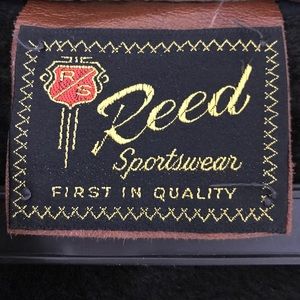 RS
Reed
Sportswear
FIRST IN QUALITY